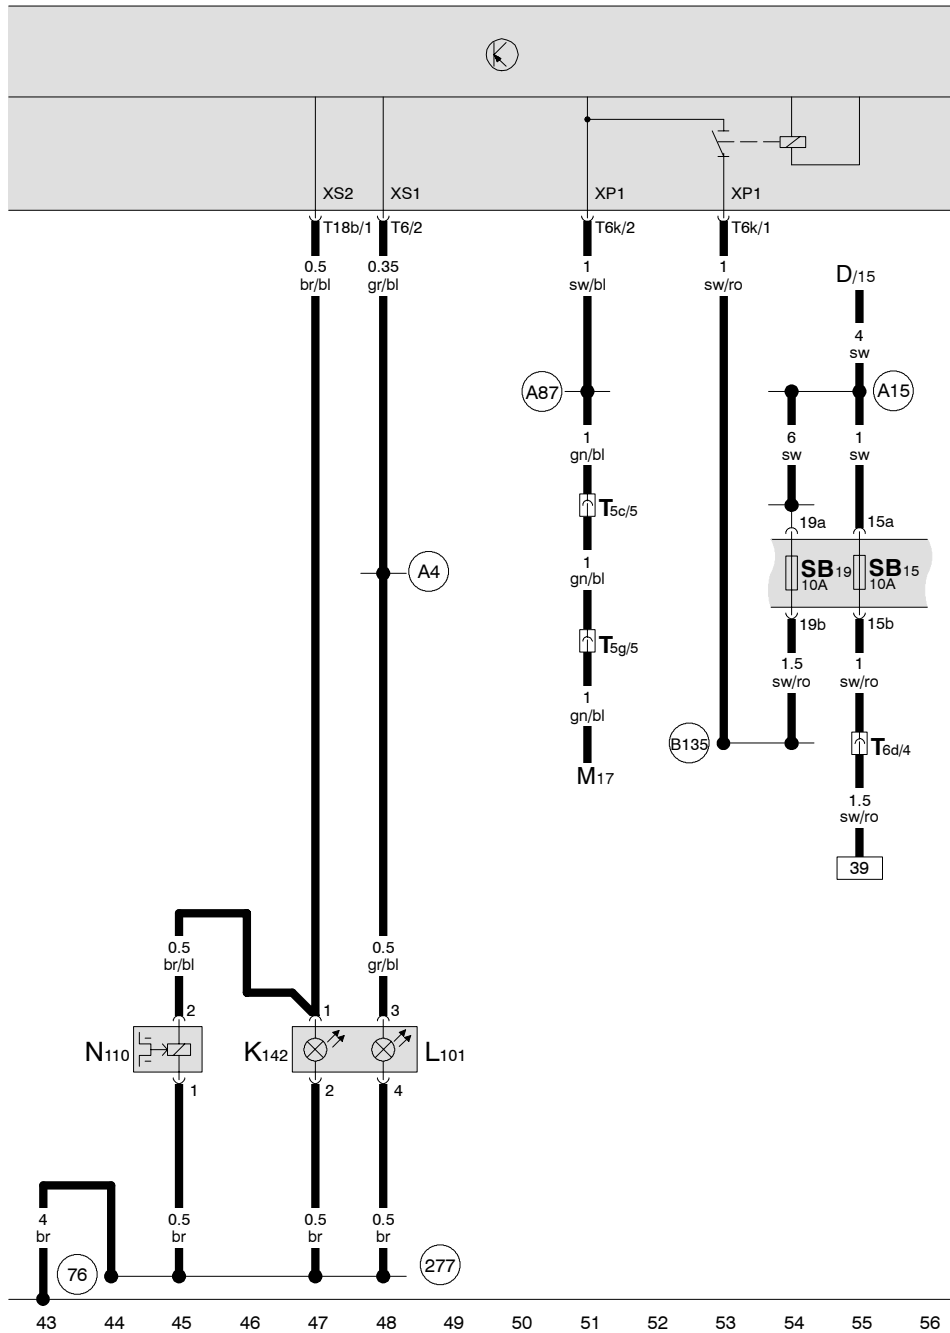 XS2 XS1 XP1 XP1
T18b/1 T6/2 T6k/2 T6k/1
0.5 0.35 1 1
br/bl gr/bl sw/bl sw/ro
D/15
4
sw
A87 A15
1 6 1
gn/bl sw sw
T5c/5
19a 15a
A4
1
gn/bl
SB19 SB15
10A 10A
19b 15b
T5g/5
1.5 1
sw/ro sw/ro
1
gn/bl
B135 T6d/4
M17
1.5
sw/ro
39
0.5 0.5
br/bl gr/bl
2 1 3
N110 K142 L101
1 2 4
4 0.5 0.5 0.5
br br br br
76 277
43 44 45 46 47 48 49 50 51 52 53 54 55 56